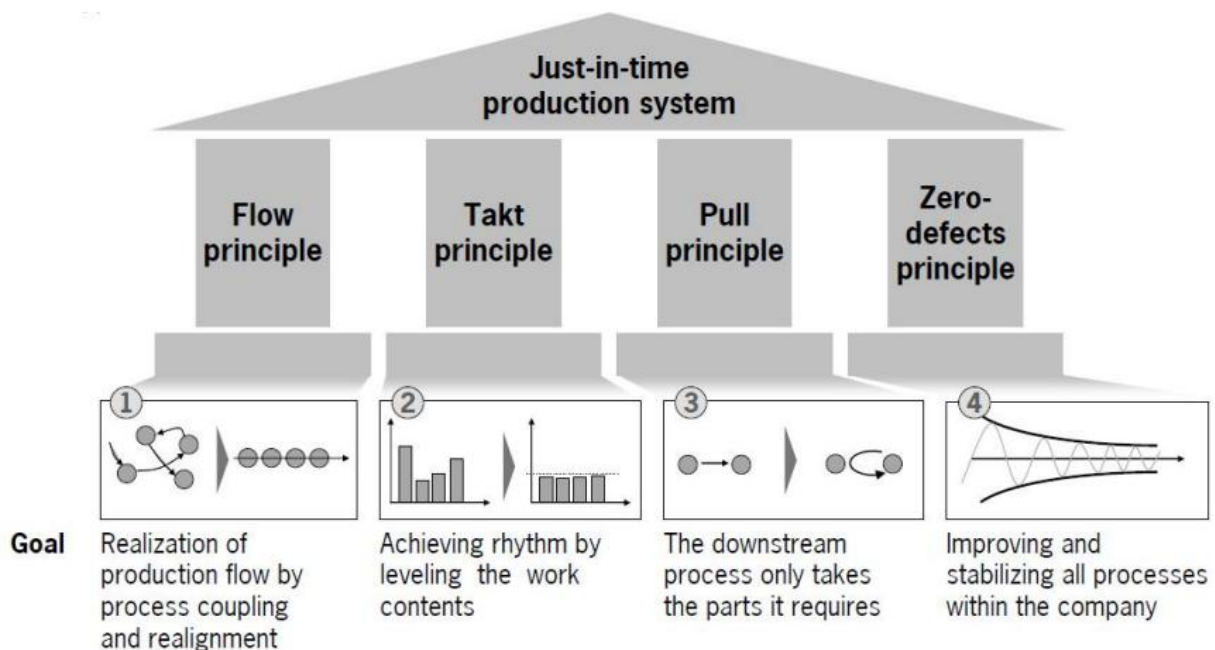 Just-in-time
production system
Flow
principle
Takt
principle
Pull
principle
Zero-
defects
principle
1
2
3
4
Goal
Realization of
production flow by
process coupling
and realignment
Achieving rhythm by
leveling the work
contents
The downstream
process only takes
the parts it requires
Improving and
stabilizing all processes
within the company